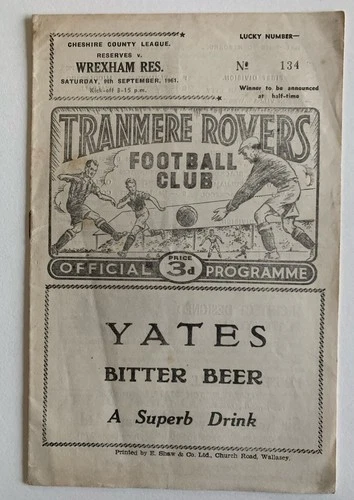 CHESHIRE COUNTY LEAGUE.
RESERVES v.
WREXHAM RES.
SATURDAY, 9th SEPTEMBER, 1961.
Kick-off 3-15 p.m.
LUCKY NUMBER—
No 134
Winner to be announced
at half-time
TRANMERE ROVERS
FOOTBALL
CLUB
OFFICIAL PRICE 3d PROGRAMME
YATES
BITTER BEER
A Superb Drink
Printed by E. Shaw & Co. Ltd., Church Road, Wallasey.